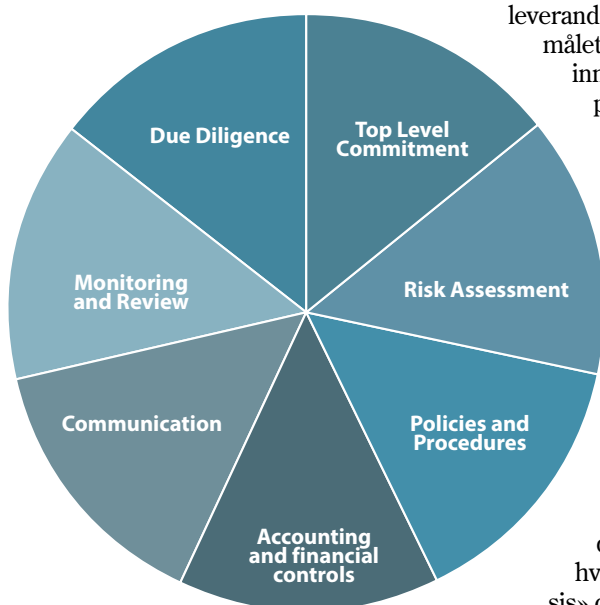 leverand
målet
inn
Due Diligence
Top Level
Commitment
Monitoring
and Review
Risk Assessment
Communication
Policies and
Procedures
Accounting
and financial
controls
hv
sis»